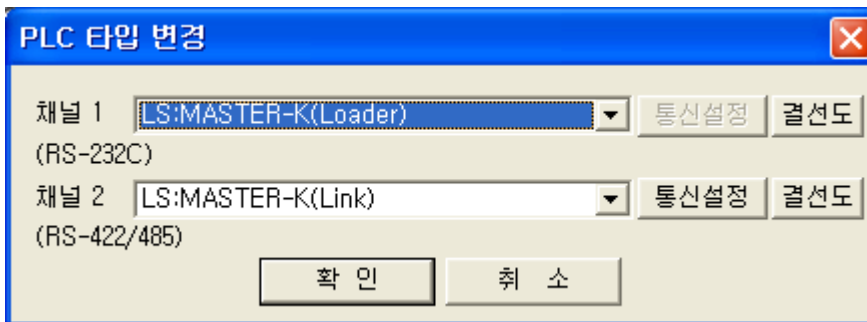 PLC 타입 변경
채널 1 LS:MASTER-K(Loader) 통신설정 결선도
(RS-232C)
채널 2 LS:MASTER-K(Link) 통신설정 결선도
(RS-422/485)
확 인 취 소